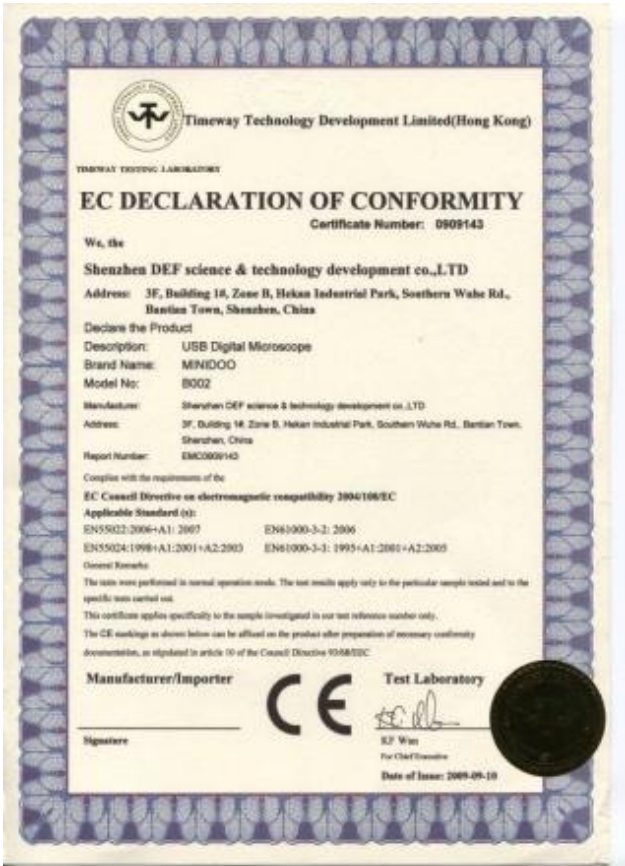 Timeway Technology Development Limited(Hong Kong)
TIMEWAY TESTING LABORATORY
EC DECLARATION OF CONFORMITY
Certificate Number: 0909143
We, the
Shenzhen DEF science & technology development co.,LTD
Address: 3F, Building 1#, Zone B, Hekan Industrial Park, Southern Wuhe Rd.,
Bantian Town, Shenzhen, China
Declare the Product
Description: USB Digital Microscope
Brand Name: MINIDOO
Model No: B002
Manufacturer: Shenzhen DEF science & technology development co.,LTD
Address: 3F, Building 1#, Zone B, Hekan Industrial Park, Southern Wuhe Rd., Bantian Town,
Shenzhen, China
Report Number: EMC0909143
Complies with the requirements of the
EC Council Directive on electromagnetic compatibility 2004/108/EC
Applicable Standard (s):
EN55022:2006+A1: 2007 EN61000-3-2: 2006
EN55024:1998+A1:2001+A2:2003 EN61000-3-3: 1995+A1:2001+A2:2005
General Remarks
The tests were performed in normal operation mode. The test results apply only to the particular sample tested and to the
specific tests carried out.
This certificate applies specifically to the sample investigated in our test reference number only.
The CE markings as shown below can be affixed on the product after preparation of necessary conformity
documentation, as stipulated in article 10 of the Council Directive 93/68/EEC
Manufacturer/Importer CE Test Laboratory
Signature KF Wan
For Chief Executive
Date of Issue: 2009-09-10